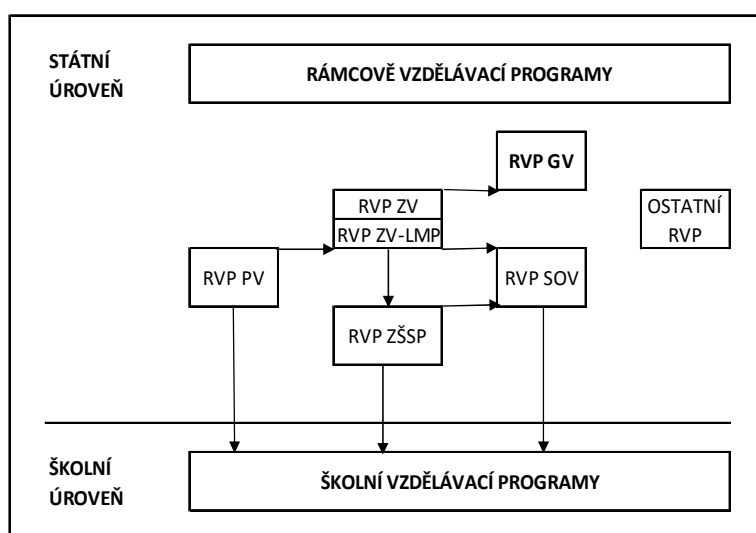 STÁTNÍ
ÚROVEŇ
RÁMCOVĚ VZDĚLÁVACÍ PROGRAMY
RVP GV
RVP ZV
RVP ZV-LMP
OSTATNÍ
RVP
RVP PV
RVP SOV
RVP ZŠSP
ŠKOLNÍ
ÚROVEŇ
ŠKOLNÍ VZDĚLÁVACÍ PROGRAMY